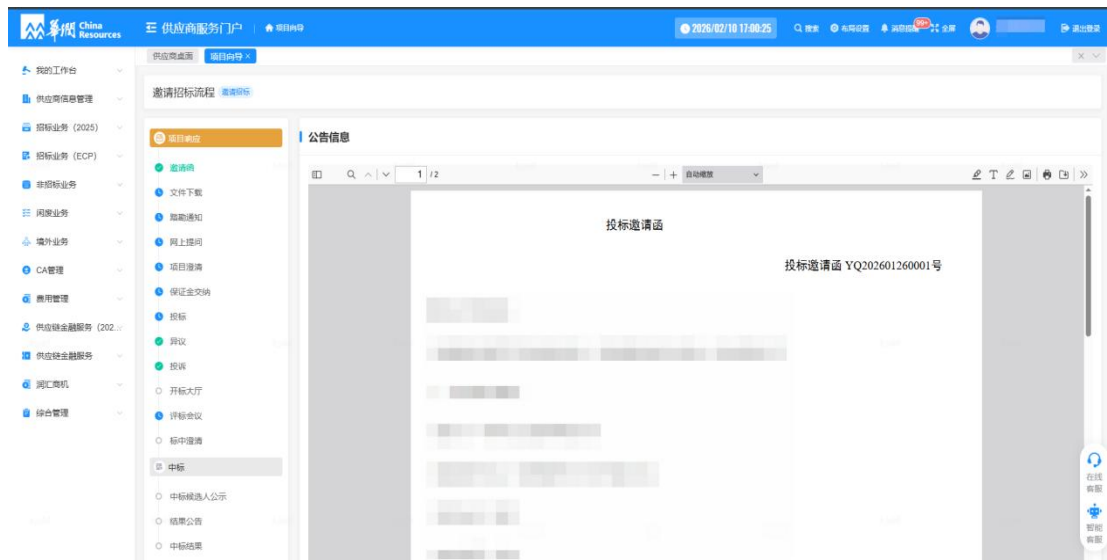 华润 China Resources
供应商服务门户 项目向导
2026/02/10 17:00:25
搜索 布局设置 消息提醒 99+ 全屏
退出登录
供应商桌面 项目向导 ×
我的工作台
供应商信息管理
招标业务（2025）
招标业务（ECP）
非招标业务
闲废业务
境外业务
CA管理
费用管理
供应链金融服务（202...
供应链金融服务
润汇商机
综合管理
邀请招标流程 邀请招标
项目响应
邀请函
文件下载
踏勘通知
网上提问
项目澄清
保证金交纳
投标
异议
投诉
开标大厅
评标会议
标中澄清
中标
中标候选人公示
结果公告
中标结果
公告信息
1 / 2
自动缩放
投标邀请函
投标邀请函 YQ202601260001号
在线
客服
智能
客服